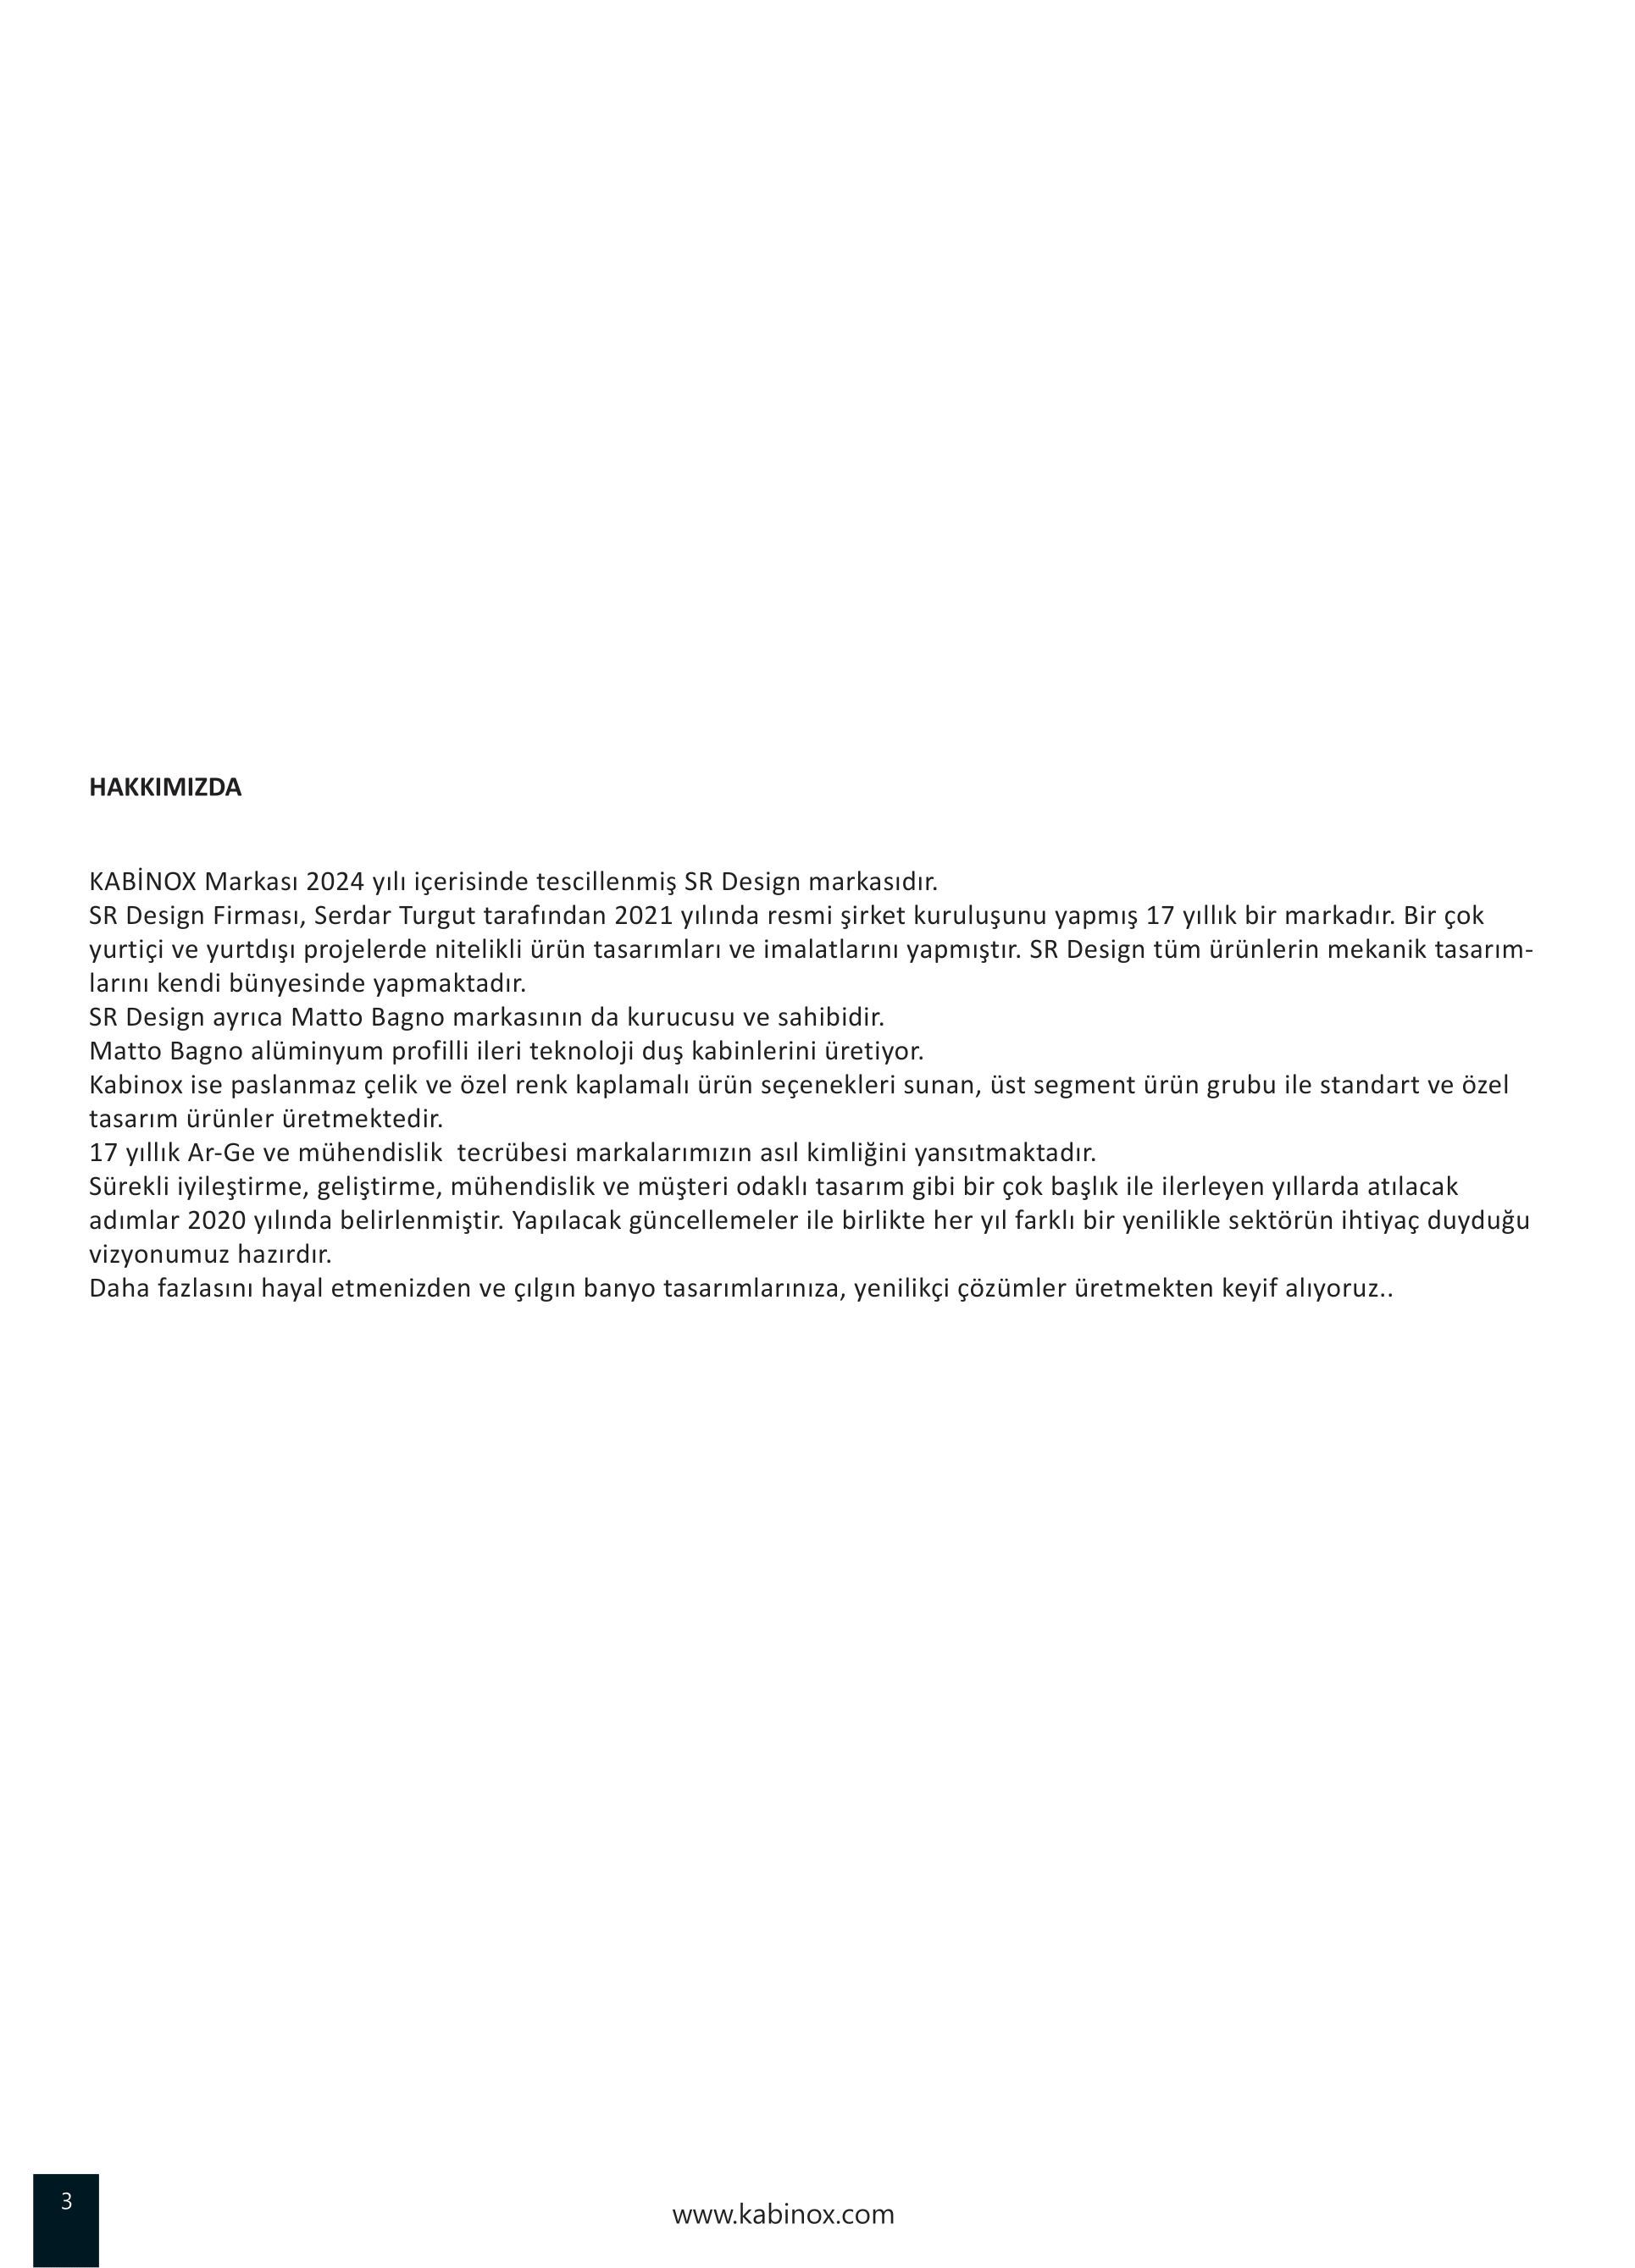 HAKKIMIZDA
KABİNOX Markası 2024 yılı içerisinde tescillenmiş SR Design markasıdır.
SR Design Firması, Serdar Turgut tarafından 2021 yılında resmi şirket kuruluşunu yapmış 17 yıllık bir markadır. Bir çok
yurtiçi ve yurtdışı projelerde nitelikli ürün tasarımları ve imalatlarını yapmıştır. SR Design tüm ürünlerin mekanik tasarım-
larını kendi bünyesinde yapmaktadır.
SR Design ayrıca Matto Bagno markasının da kurucusu ve sahibidir.
Matto Bagno alüminyum profilli ileri teknoloji duş kabinlerini üretiyor.
Kabinox ise paslanmaz çelik ve özel renk kaplamalı ürün seçenekleri sunan, üst segment ürün grubu ile standart ve özel
tasarım ürünler üretmektedir.
17 yıllık Ar-Ge ve mühendislik  tecrübesi markalarımızın asıl kimliğini yansıtmaktadır.
Sürekli iyileştirme, geliştirme, mühendislik ve müşteri odaklı tasarım gibi bir çok başlık ile ilerleyen yıllarda atılacak
adımlar 2020 yılında belirlenmiştir. Yapılacak güncellemeler ile birlikte her yıl farklı bir yenilikle sektörün ihtiyaç duyduğu
vizyonumuz hazırdır.
Daha fazlasını hayal etmenizden ve çılgın banyo tasarımlarınıza, yenilikçi çözümler üretmekten keyif alıyoruz..
3
www.kabinox.com